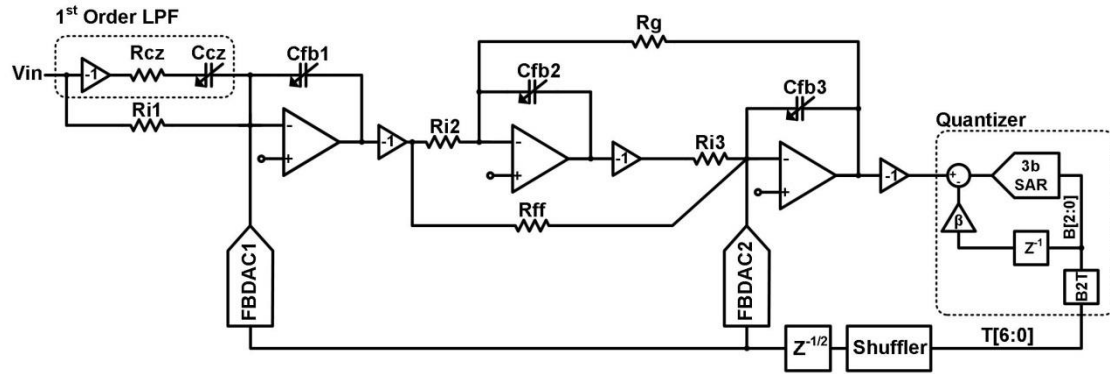 1st Order LPF
Rcz
Ccz
Vin
-1
Ri1
Cfb1
-
+
-1
Ri2
Rg
Cfb2
-
+
-1
Ri3
Rff
Cfb3
-
+
-1
Quantizer
+
-
3b
SAR
β
Z-1
B[2:0]
B2T
FBDAC1
FBDAC2
Z-1/2
Shuffler
T[6:0]